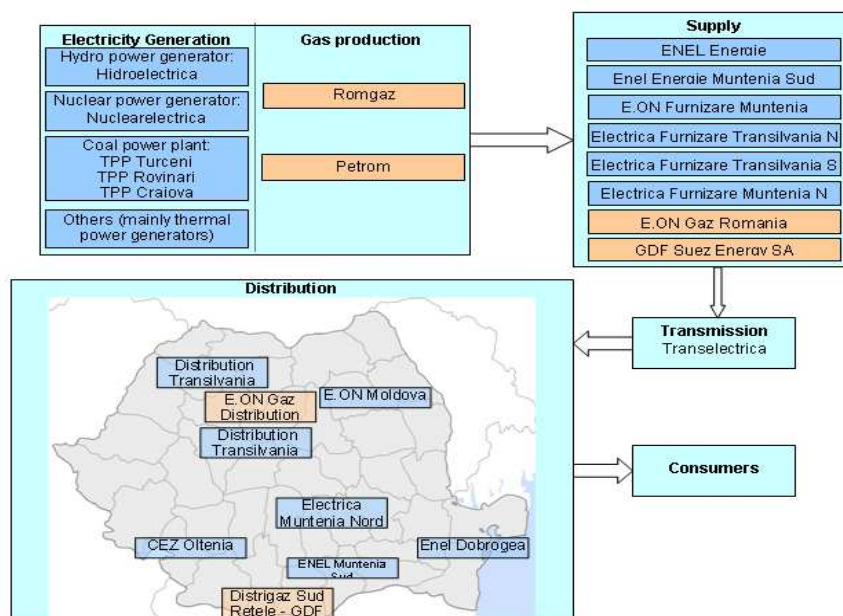 Electricity Generation
Hydro power generator:
Hidroelectrica
Nuclear power generator:
Nuclearelectrica
Coal power plant:
TPP Turceni
TPP Rovinari
TPP Craiova
Others (mainly thermal
power generators)
Gas production
Romgaz
Petrom
Supply
ENEL Energie
Enel Energie Muntenia Sud
E.ON Furnizare Muntenia
Electrica Furnizare Transilvania N
Electrica Furnizare Transilvania S
Electrica Furnizare Muntenia N
E.ON Gaz Romania
GDF Suez Energy SA
Transmission
Transelectrica
Consumers
Distribution
Distribution
Transilvania
E.ON Gaz
Distribution
E.ON Moldova
Distribution
Transilvania
Electrica
Muntenia Nord
CEZ Oltenia
Enel Dobrogea
ENEL Muntenia
Sud
Distrigaz Sud
Retele - GDF